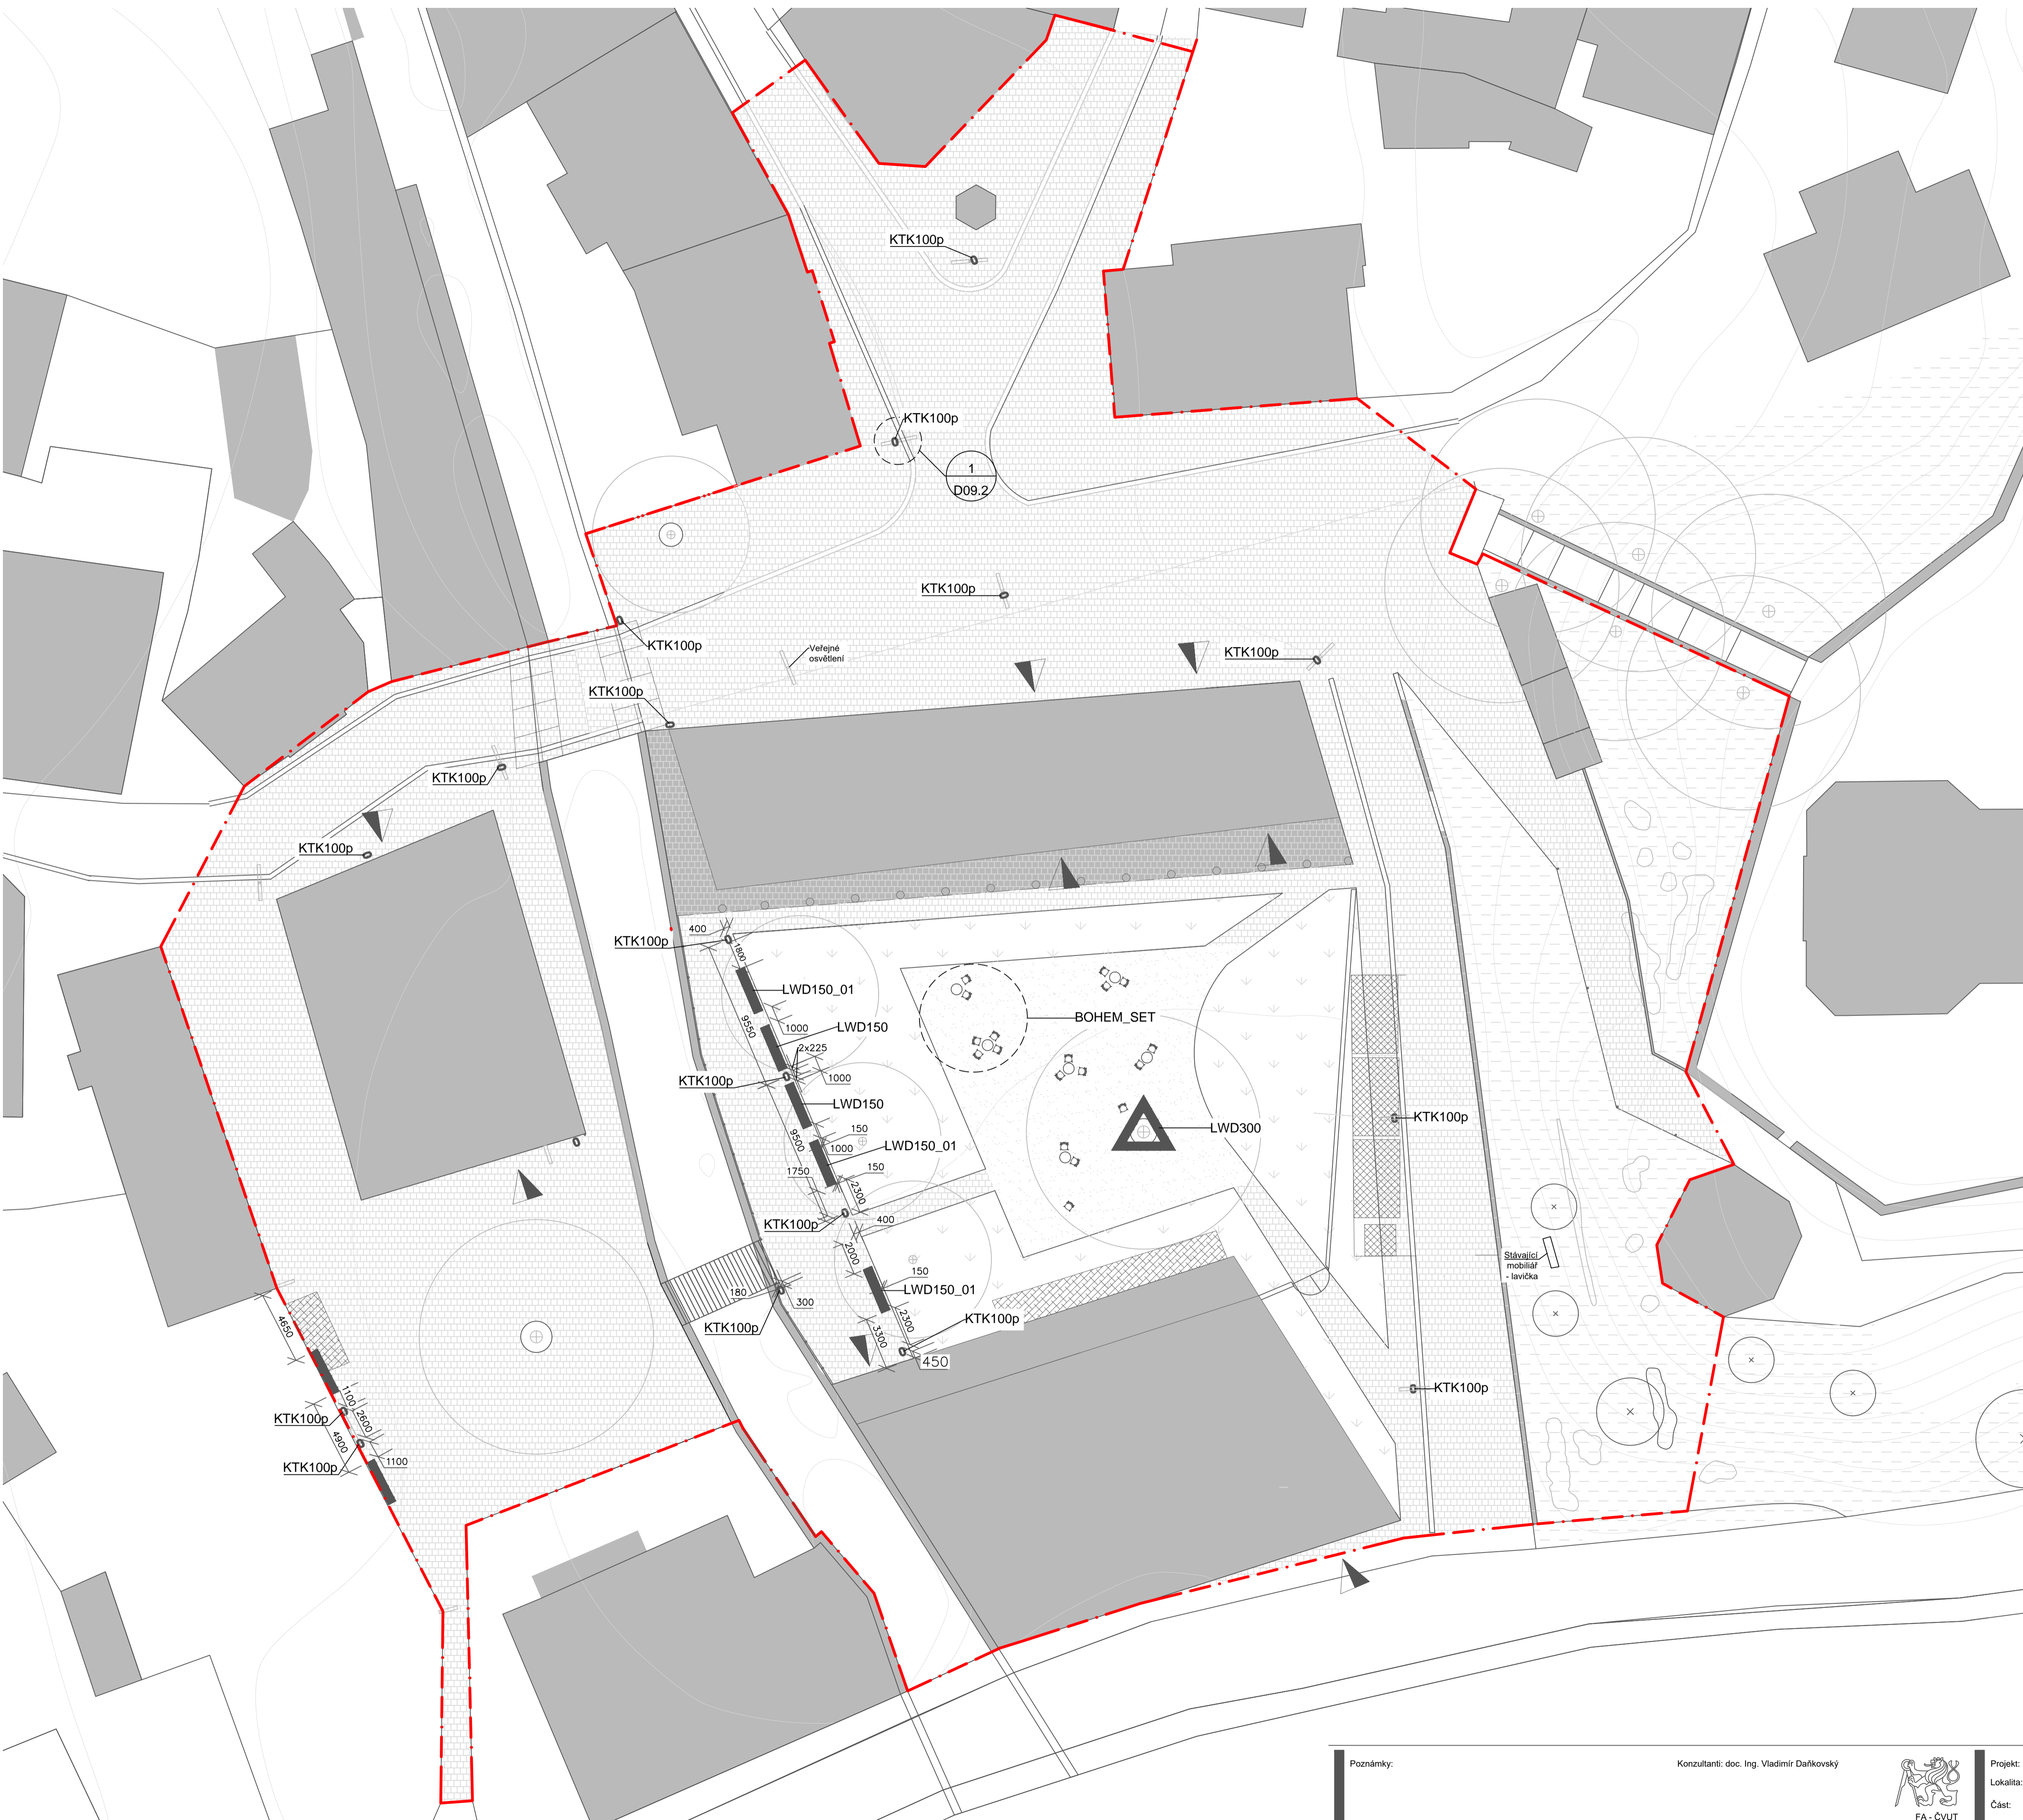 KTK100p
KTK100p
1
D09.2
KTK100p
KTK100p
Veřejné
osvětlení
KTK100p
KTK100p
KTK100p
KTK100p
400
KTK100p
1800
LWD150_01
9550
1000
LWD150
BOHEM_SET
2x225
KTK100p
1000
LWD150
KTK100p
LWD300
150
9500
1000
LWD150_01
1750
150
2300
KTK100p
400
2000
Stávající
mobiliář
- lavička
150
180
300
LWD150_01
KTK100p
2300
KTK100p
3300
450
4650
KTK100p
1100
KTK100p
2600
4900
KTK100p
1100
Poznámky:
Konzultanti: doc. Ing. Vladimír Daňkovský
FA - ČVUT
Projekt:
Lokalita:
Část: